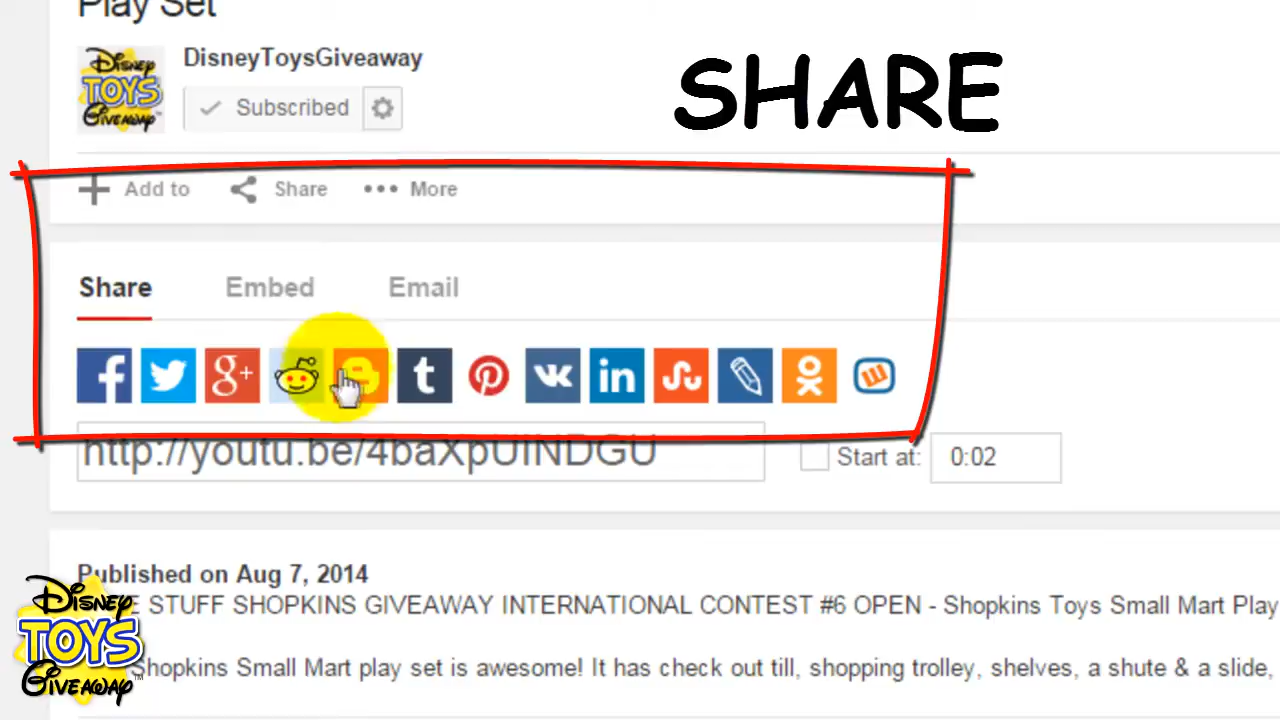 Play Set
DISNEY
TOYS
GIVEAWAY
DisneyToysGiveaway
SHARE
Subscribed
Add to
Share
More
Share
Embed
Email
http://youtu.be/4baXpUINDGU
Start at:
0:02
Published on Aug 7, 2014
STUFF SHOPKINS GIVEAWAY INTERNATIONAL CONTEST #6 OPEN - Shopkins Toys Small Mart Play
Shopkins Small Mart play set is awesome! It has check out till, shopping trolley, shelves, a shute & a slide,
DISNEY
TOYS
GIVEAWAY™